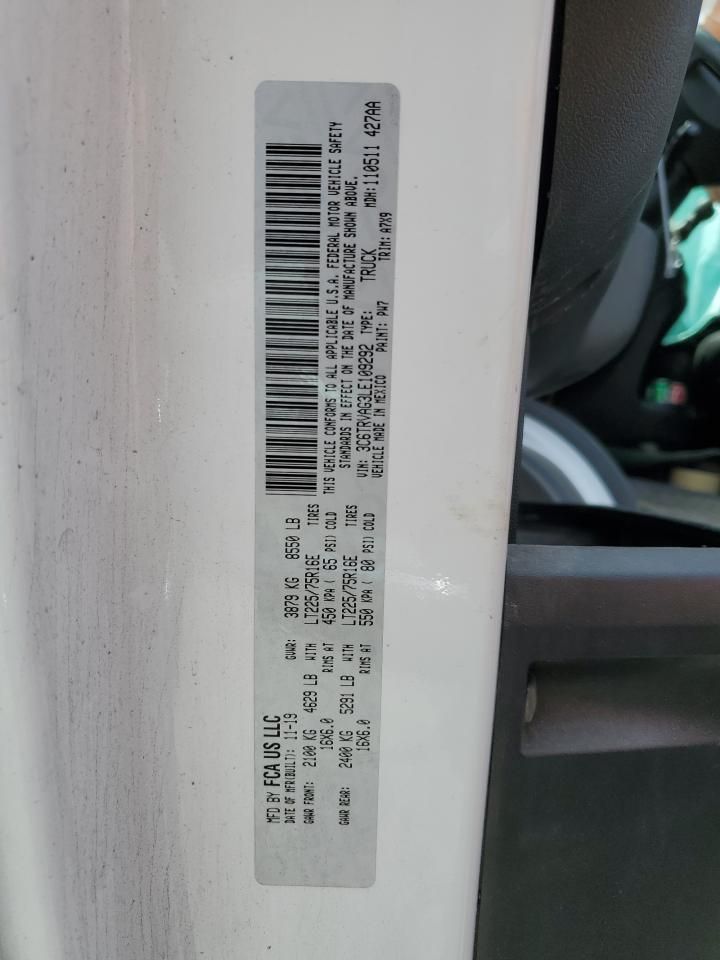 MFD BY FCA US LLC
DATE OF MFR(BUILT): 11-19 GVWR: 3879 KG 8550 LB
GAWR FRONT: 2100 KG 4629 LB WITH LT225/75R16E TIRES
16X6.0 RIMS AT 450 KPA ( 65 PSI) COLD
GAWR REAR: 2400 KG 5291 LB WITH LT225/75R16E TIRES
16X6.0 RIMS AT 550 KPA ( 80 PSI) COLD
THIS VEHICLE CONFORMS TO ALL APPLICABLE U.S.A. FEDERAL MOTOR VEHICLE SAFETY
STANDARDS IN EFFECT ON THE DATE OF MANUFACTURE SHOWN ABOVE.
VIN: 3C6TRVAG3LE109292 TYPE: TRUCK MDH: 110511 427AA
VEHICLE MADE IN MEXICO PAINT: PW7 TRIM: A7X9